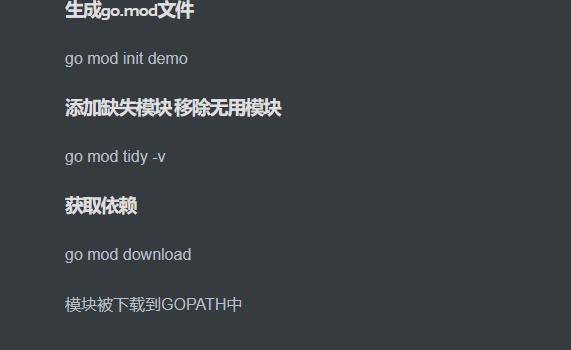 生成go.mod文件
go mod init demo
添加缺失模块 移除无用模块
go mod tidy -v
获取依赖
go mod download
模块被下载到GOPATH中